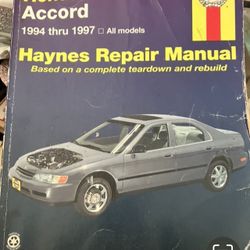 Accord
1994 thru 1997 □ All models
Haynes Repair Manual
Based on a complete teardown and rebuild